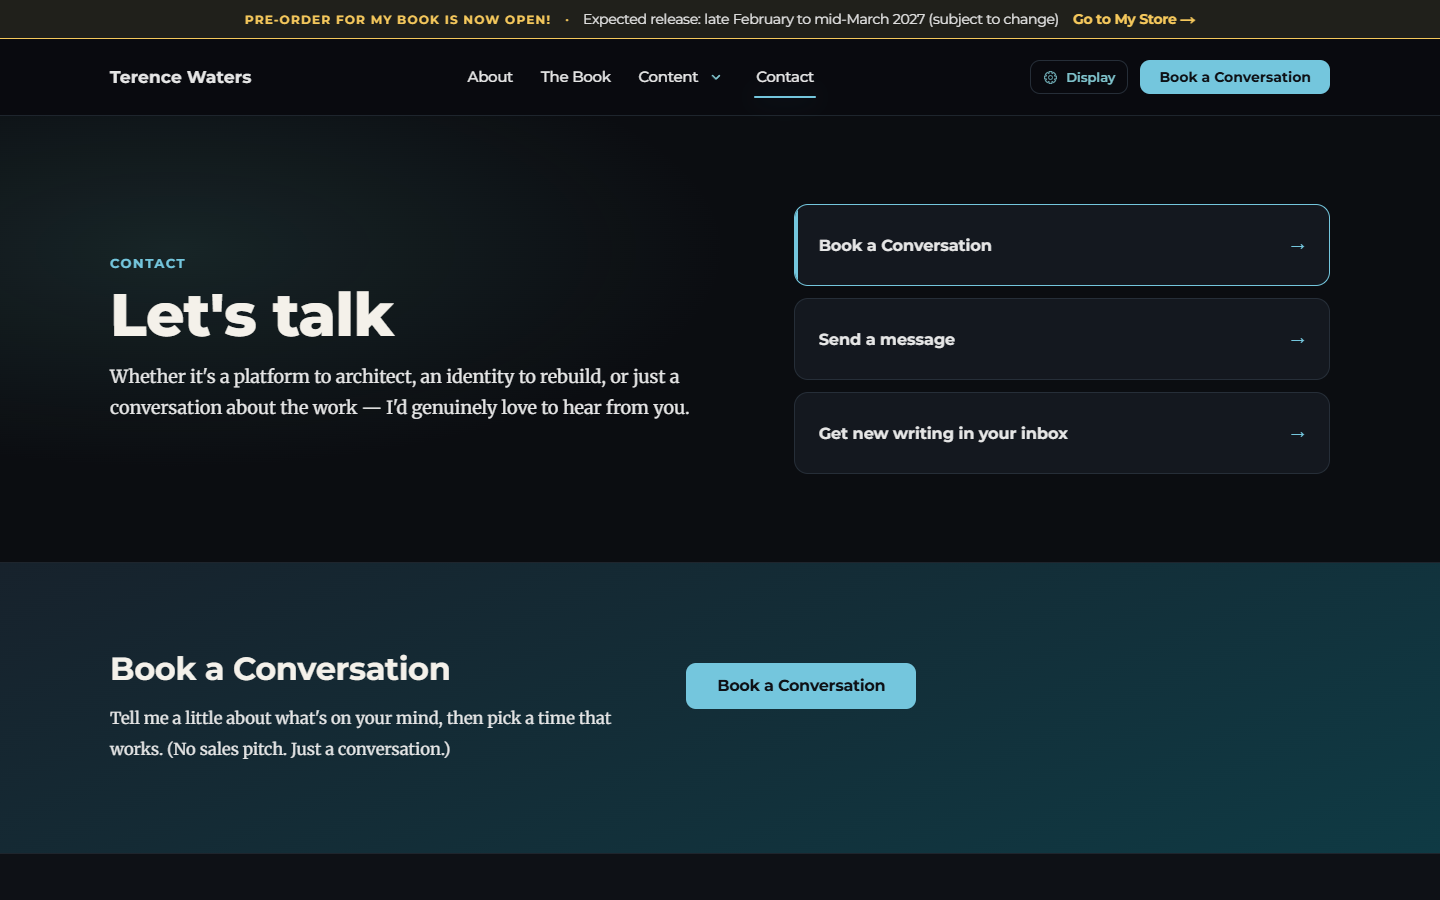 PRE-ORDER FOR MY BOOK IS NOW OPEN! · Expected release: late February to mid-March 2027 (subject to change) Go to My Store →
Terence Waters
About The Book Content Contact
Display
Book a Conversation
CONTACT
Let's talk
Whether it's a platform to architect, an identity to rebuild, or just a
conversation about the work — I'd genuinely love to hear from you.
Book a Conversation →
Send a message →
Get new writing in your inbox →
Book a Conversation
Tell me a little about what's on your mind, then pick a time that
works. (No sales pitch. Just a conversation.)
Book a Conversation